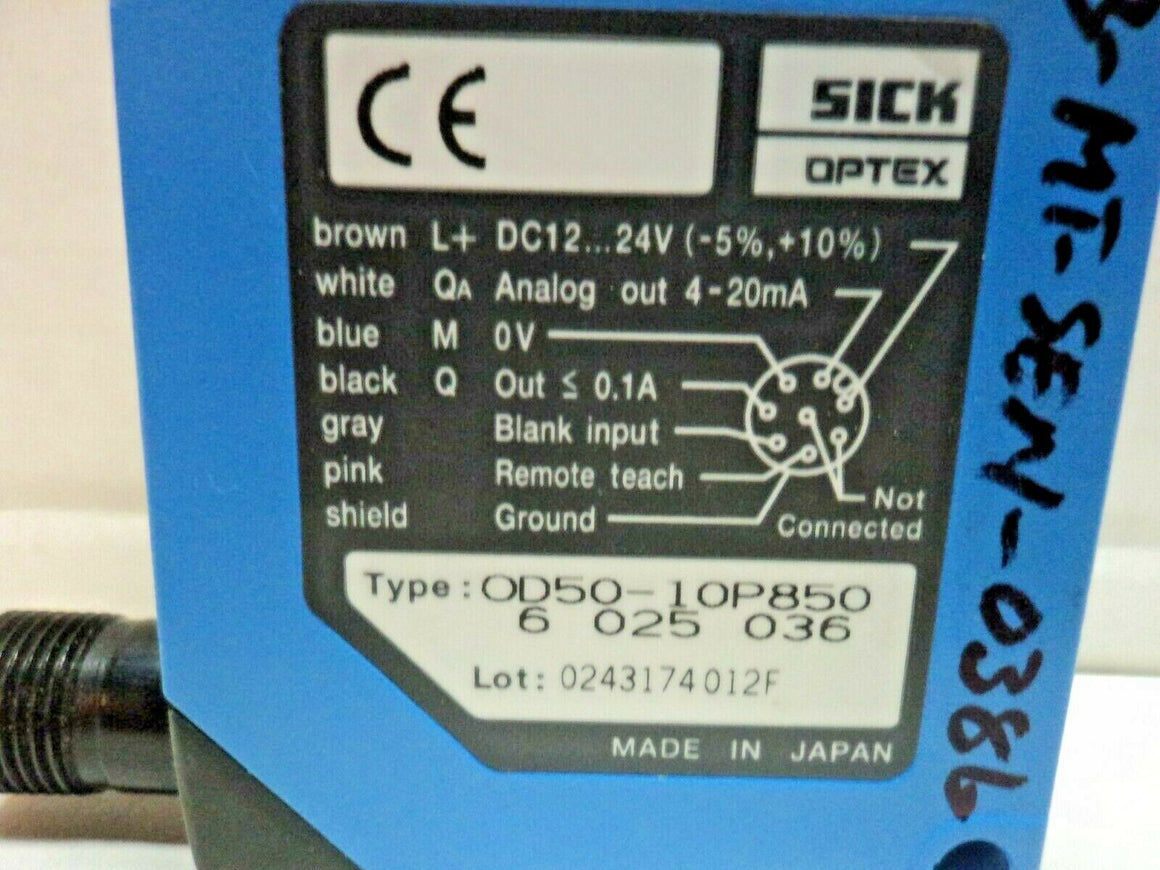 CE
SICK
OPTEX
brown L+ DC12...24V (-5%,+10%)
white QA Analog out 4-20mA
blue M 0V
black Q Out ≤ 0.1A
gray Blank input
pink Remote teach
shield Ground
Not
Connected
Type: OD50-10P850
6 025 036
Lot: 0243174012F
MADE IN JAPAN
-MT-SEN-0386